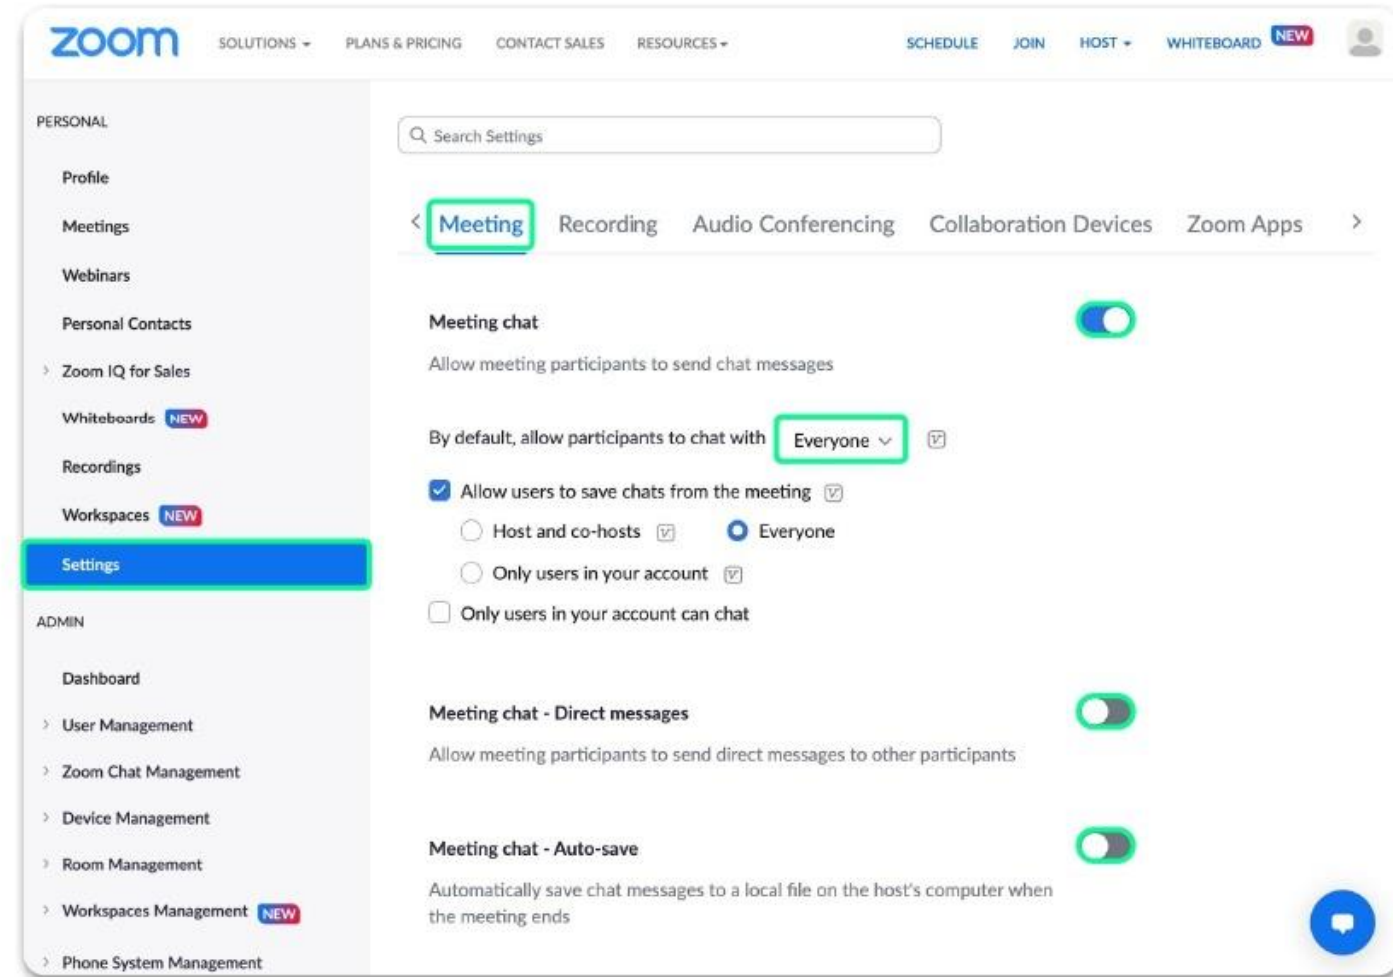 zoom SOLUTIONS PLANS & PRICING CONTACT SALES RESOURCES SCHEDULE JOIN HOST WHITEBOARD NEW
PERSONAL
Profile
Meetings
Webinars
Personal Contacts
Zoom IQ for Sales
Whiteboards NEW
Recordings
Workspaces NEW
Settings
ADMIN
Dashboard
User Management
Zoom Chat Management
Device Management
Room Management
Workspaces Management NEW
Phone System Management
Search Settings
Meeting Recording Audio Conferencing Collaboration Devices Zoom Apps
Meeting chat
Allow meeting participants to send chat messages
By default, allow participants to chat with Everyone
Allow users to save chats from the meeting
Host and co-hosts Everyone
Only users in your account
Only users in your account can chat
Meeting chat - Direct messages
Allow meeting participants to send direct messages to other participants
Meeting chat - Auto-save
Automatically save chat messages to a local file on the host's computer when
the meeting ends